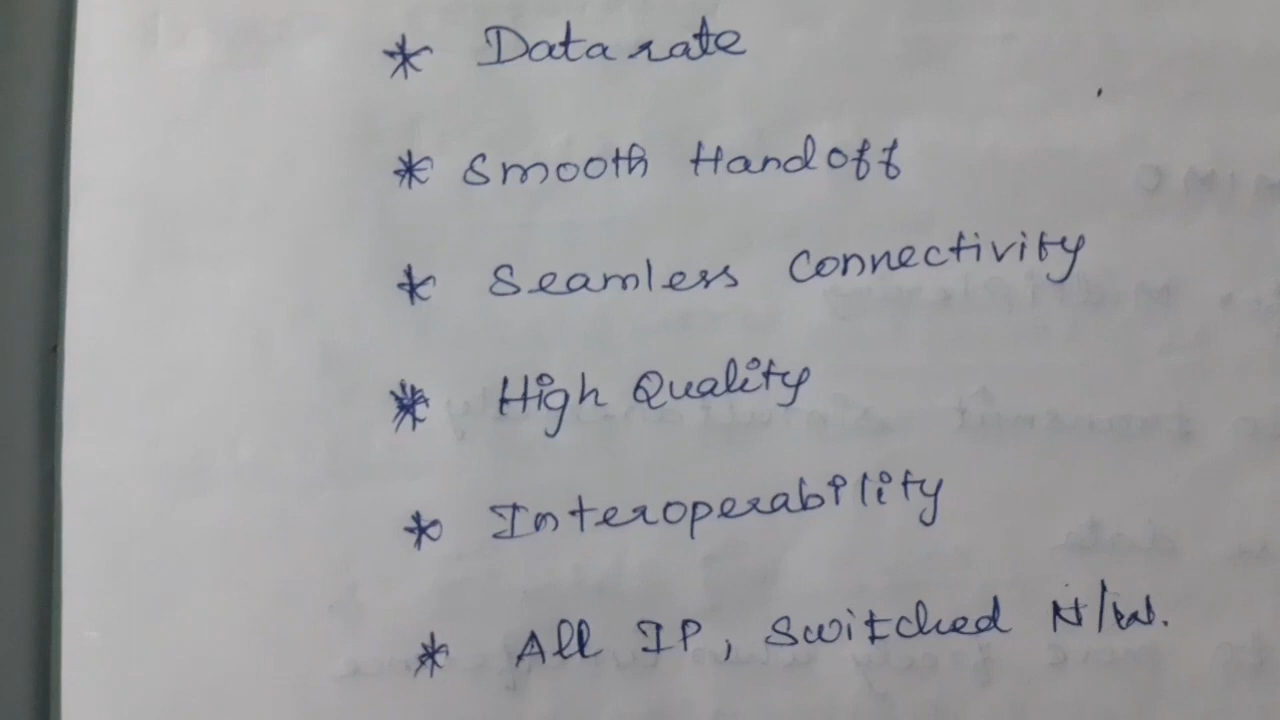 * Data rate
* Smooth Handoff
* Seamless Connectivity
* High Quality
* Interoperability
* All IP, Switched N/w.